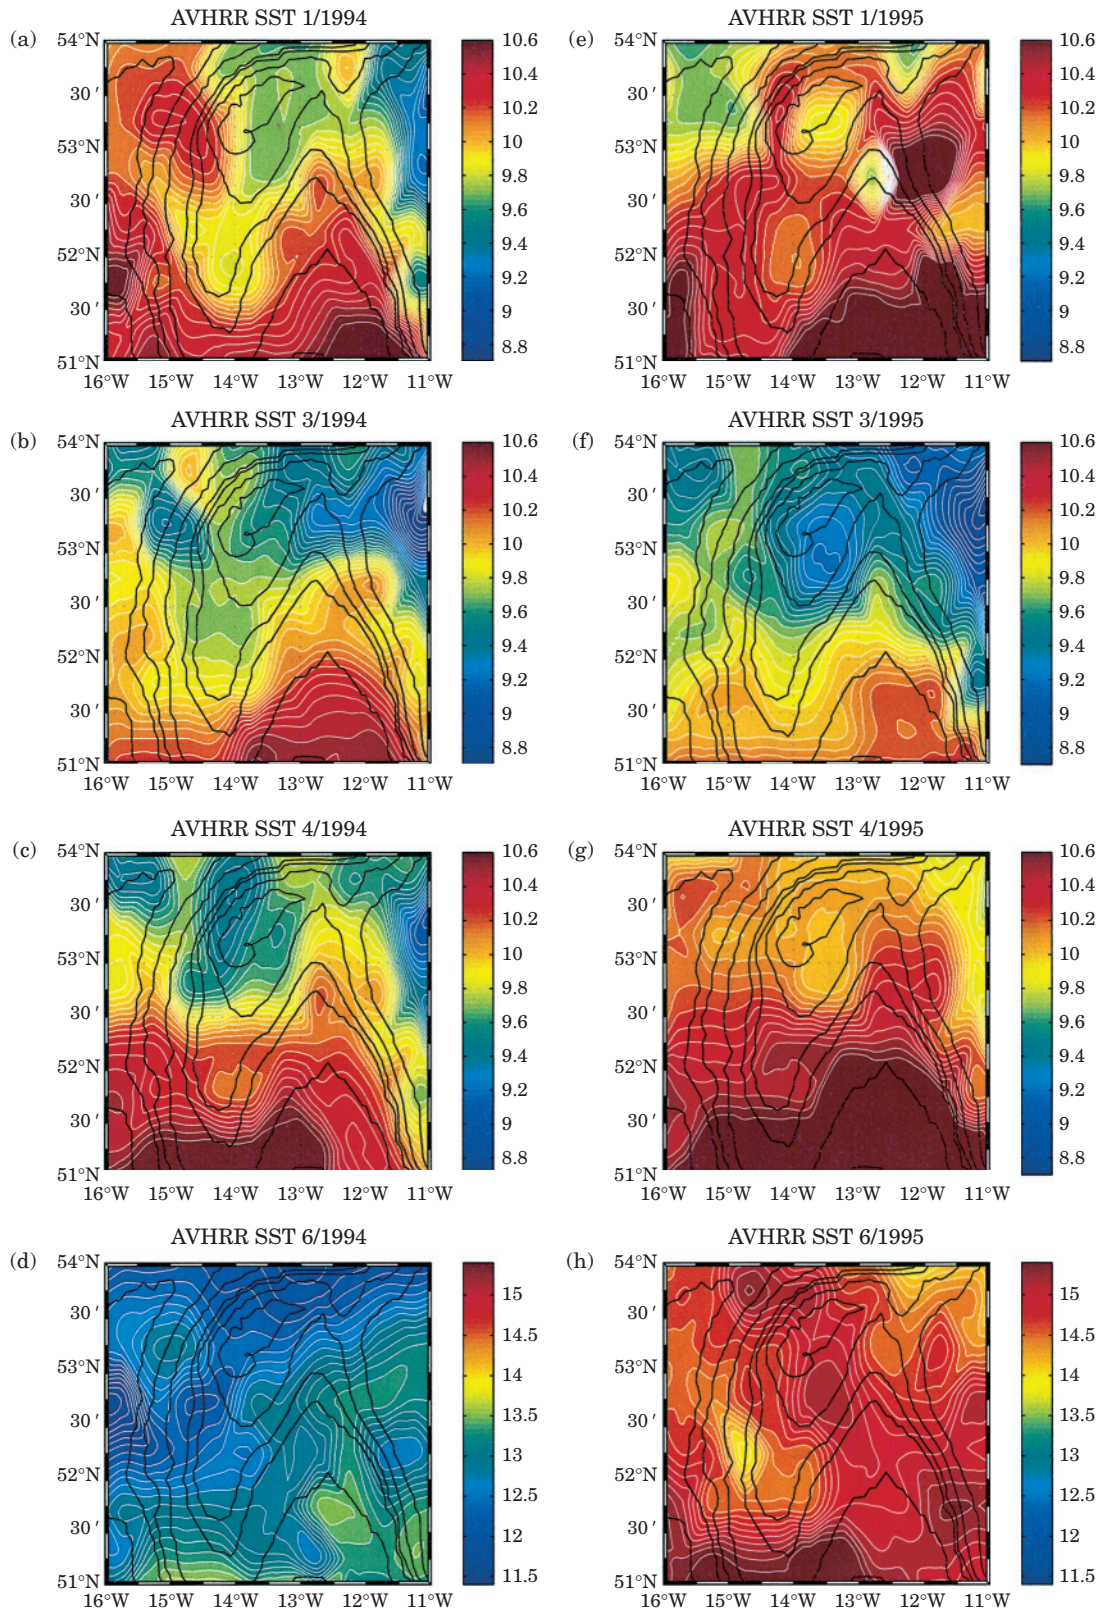 AVHRR SST 1/1994
(a)
54°N
30 ′
53°N
30 ′
52°N
30 ′
51°N
16°W 15°W 14°W 13°W 12°W 11°W
10.6
10.4
10.2
10
9.8
9.6
9.4
9.2
9
8.8
AVHRR SST 1/1995
(e)
54°N
30 ′
53°N
30 ′
52°N
30 ′
51°N
16°W 15°W 14°W 13°W 12°W 11°W
10.6
10.4
10.2
10
9.8
9.6
9.4
9.2
9
8.8
AVHRR SST 3/1994
(b)
54°N
30 ′
53°N
30 ′
52°N
30 ′
51°N
16°W 15°W 14°W 13°W 12°W 11°W
10.6
10.4
10.2
10
9.8
9.6
9.4
9.2
9
8.8
AVHRR SST 3/1995
(f)
54°N
30 ′
53°N
30 ′
52°N
30 ′
51°N
16°W 15°W 14°W 13°W 12°W 11°W
10.6
10.4
10.2
10
9.8
9.6
9.4
9.2
9
8.8
AVHRR SST 4/1994
(c)
54°N
30 ′
53°N
30 ′
52°N
30 ′
51°N
16°W 15°W 14°W 13°W 12°W 11°W
10.6
10.4
10.2
10
9.8
9.6
9.4
9.2
9
8.8
AVHRR SST 4/1995
(g)
54°N
30 ′
53°N
30 ′
52°N
30 ′
51°N
16°W 15°W 14°W 13°W 12°W 11°W
10.6
10.4
10.2
10
9.8
9.6
9.4
9.2
9
8.8
AVHRR SST 6/1994
(d)
54°N
30 ′
53°N
30 ′
52°N
30 ′
51°N
16°W 15°W 14°W 13°W 12°W 11°W
15
14.5
14
13.5
13
12.5
12
11.5
AVHRR SST 6/1995
(h)
54°N
30 ′
53°N
30 ′
52°N
30 ′
51°N
16°W 15°W 14°W 13°W 12°W 11°W
15
14.5
14
13.5
13
12.5
12
11.5